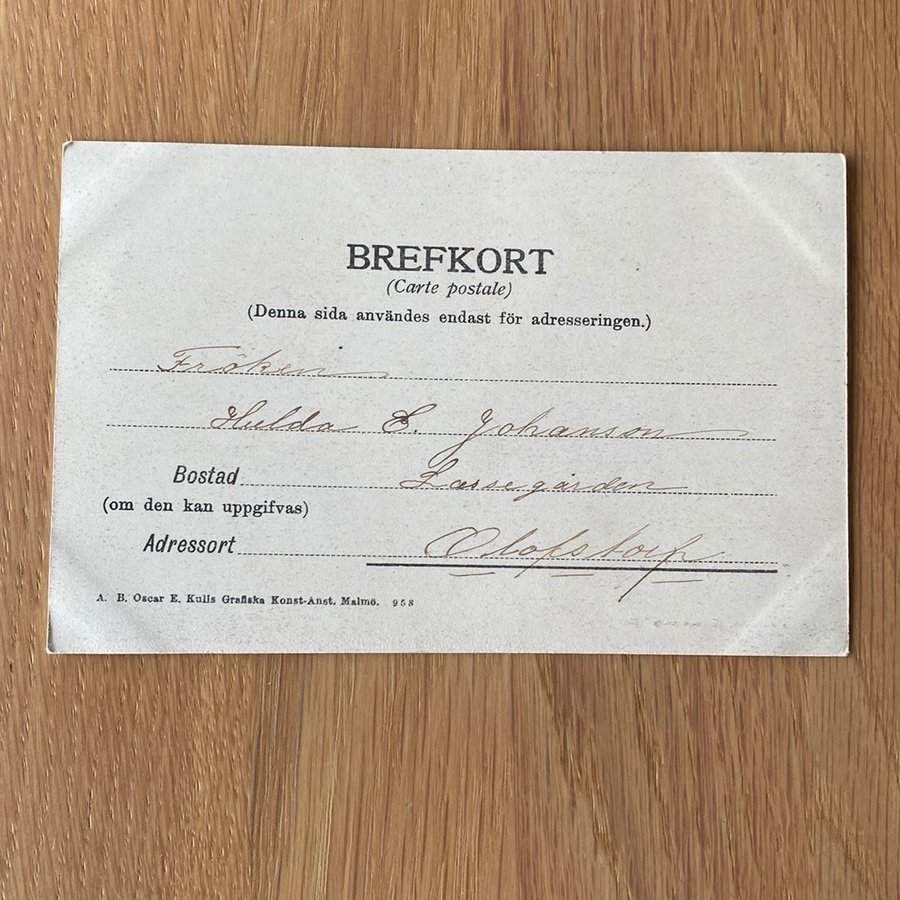 BREFKORT
(Carte postale)
(Denna sida användes endast för adresseringen.)
Fröken
Hulda E. Johanson
Bostad Lassegården
(om den kan uppgifvas)
Adressort Olofstorp
A. B. Oscar E. Kulls Grafiska Konst-Anst. Malmö. 958